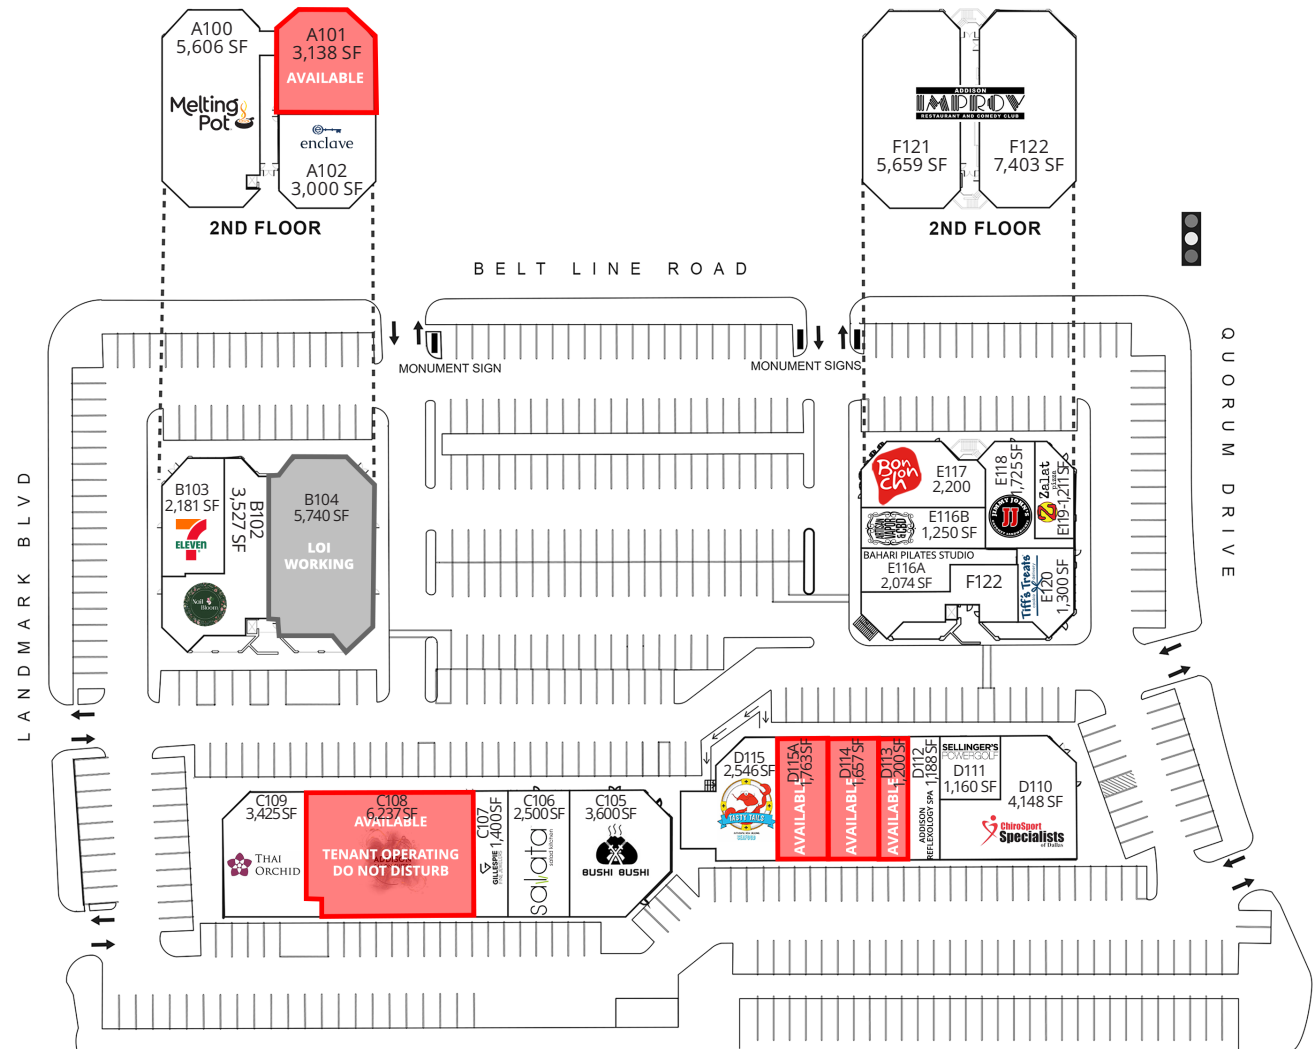 A100
5,606 SF
Melting
Pot
A101
3,138 SF
AVAILABLE
enclave
A102
3,000 SF
2ND FLOOR
ADDISON
IMPROV
RESTAURANT AND COMEDY CLUB
F121
5,659 SF
F122
7,403 SF
2ND FLOOR
BELT LINE ROAD
MONUMENT SIGN
MONUMENT SIGNS
QUORUM DRIVE
LANDMARK BLVD
B103
2,181 SF
7
ELEVEN
B102
3,527 SF
Nail
Bloom
B104
5,740 SF
LOI
WORKING
Bon
Chon
E117
2,200
E118
1,725 SF
JIMMY JOHN'S
JJ
Zalat
pizza
Z
E119-1,211 SF
VAPOR
&CBD
E116B
1,250 SF
BAHARI PILATES STUDIO
E116A
2,074 SF
F122
Tiff's Treats
E120
1,300 SF
D115
2,546 SF
TASTY TAILS
D115A
1,763 SF
AVAILABLE
D114
1,657 SF
AVAILABLE
D113
1,200 SF
AVAILABLE
D112
1,188 SF
ADDISON
REFLEXOLOGY SPA
SELLINGER'S
POWERGOLF
D111
1,160 SF
D110
4,148 SF
ChiroSport
Specialists
of Dallas
C109
3,425 SF
THAI
ORCHID
C108
6,237 SF
AVAILABLE
TENANT OPERATING
DO NOT DISTURB
C107
1,400 SF
GILLESPIE
C106
2,500 SF
salata
salad kitchen
C105
3,600 SF
BUSHI BUSHI